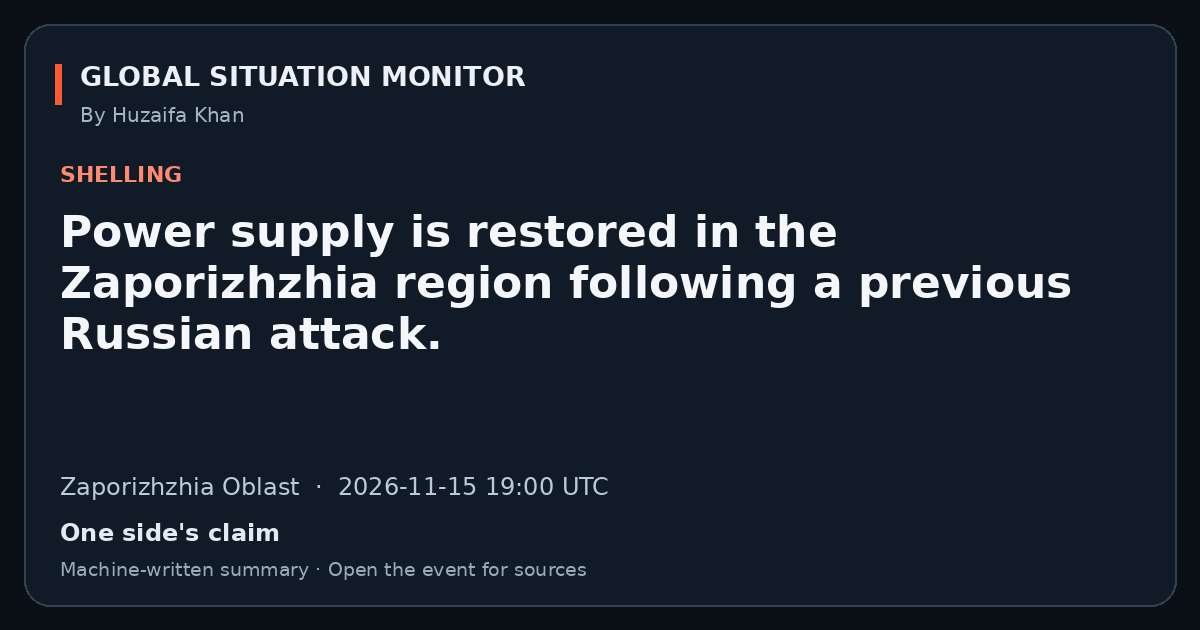 GLOBAL SITUATION MONITOR
By Huzaifa Khan
SHELLING
Power supply is restored in the
Zaporizhzhia region following a previous
Russian attack.
Zaporizhzhia Oblast · 2026-11-15 19:00 UTC
One side's claim
Machine-written summary · Open the event for sources